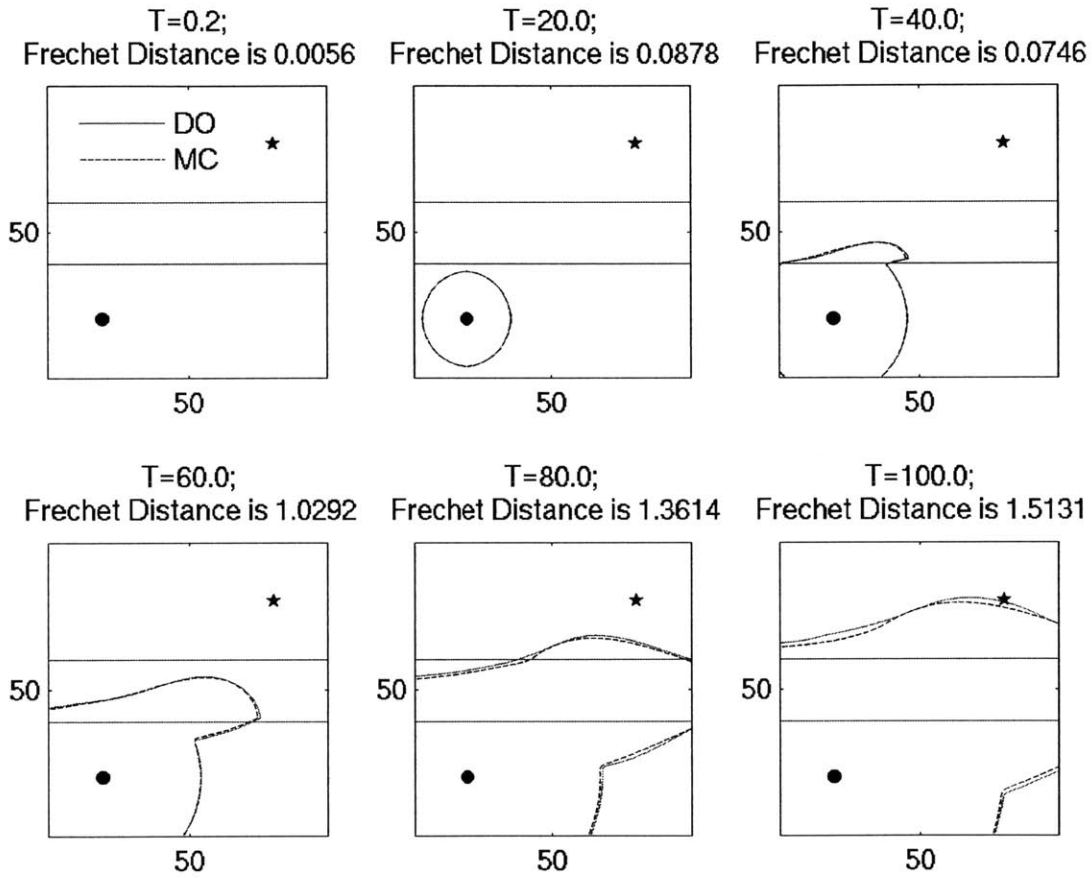 T=0.2;
Frechet Distance is 0.0056
DO
MC
50
50
T=20.0;
Frechet Distance is 0.0878
50
T=40.0;
Frechet Distance is 0.0746
50
T=60.0;
Frechet Distance is 1.0292
50
50
T=80.0;
Frechet Distance is 1.3614
50
50
T=100.0;
Frechet Distance is 1.5131
50
50